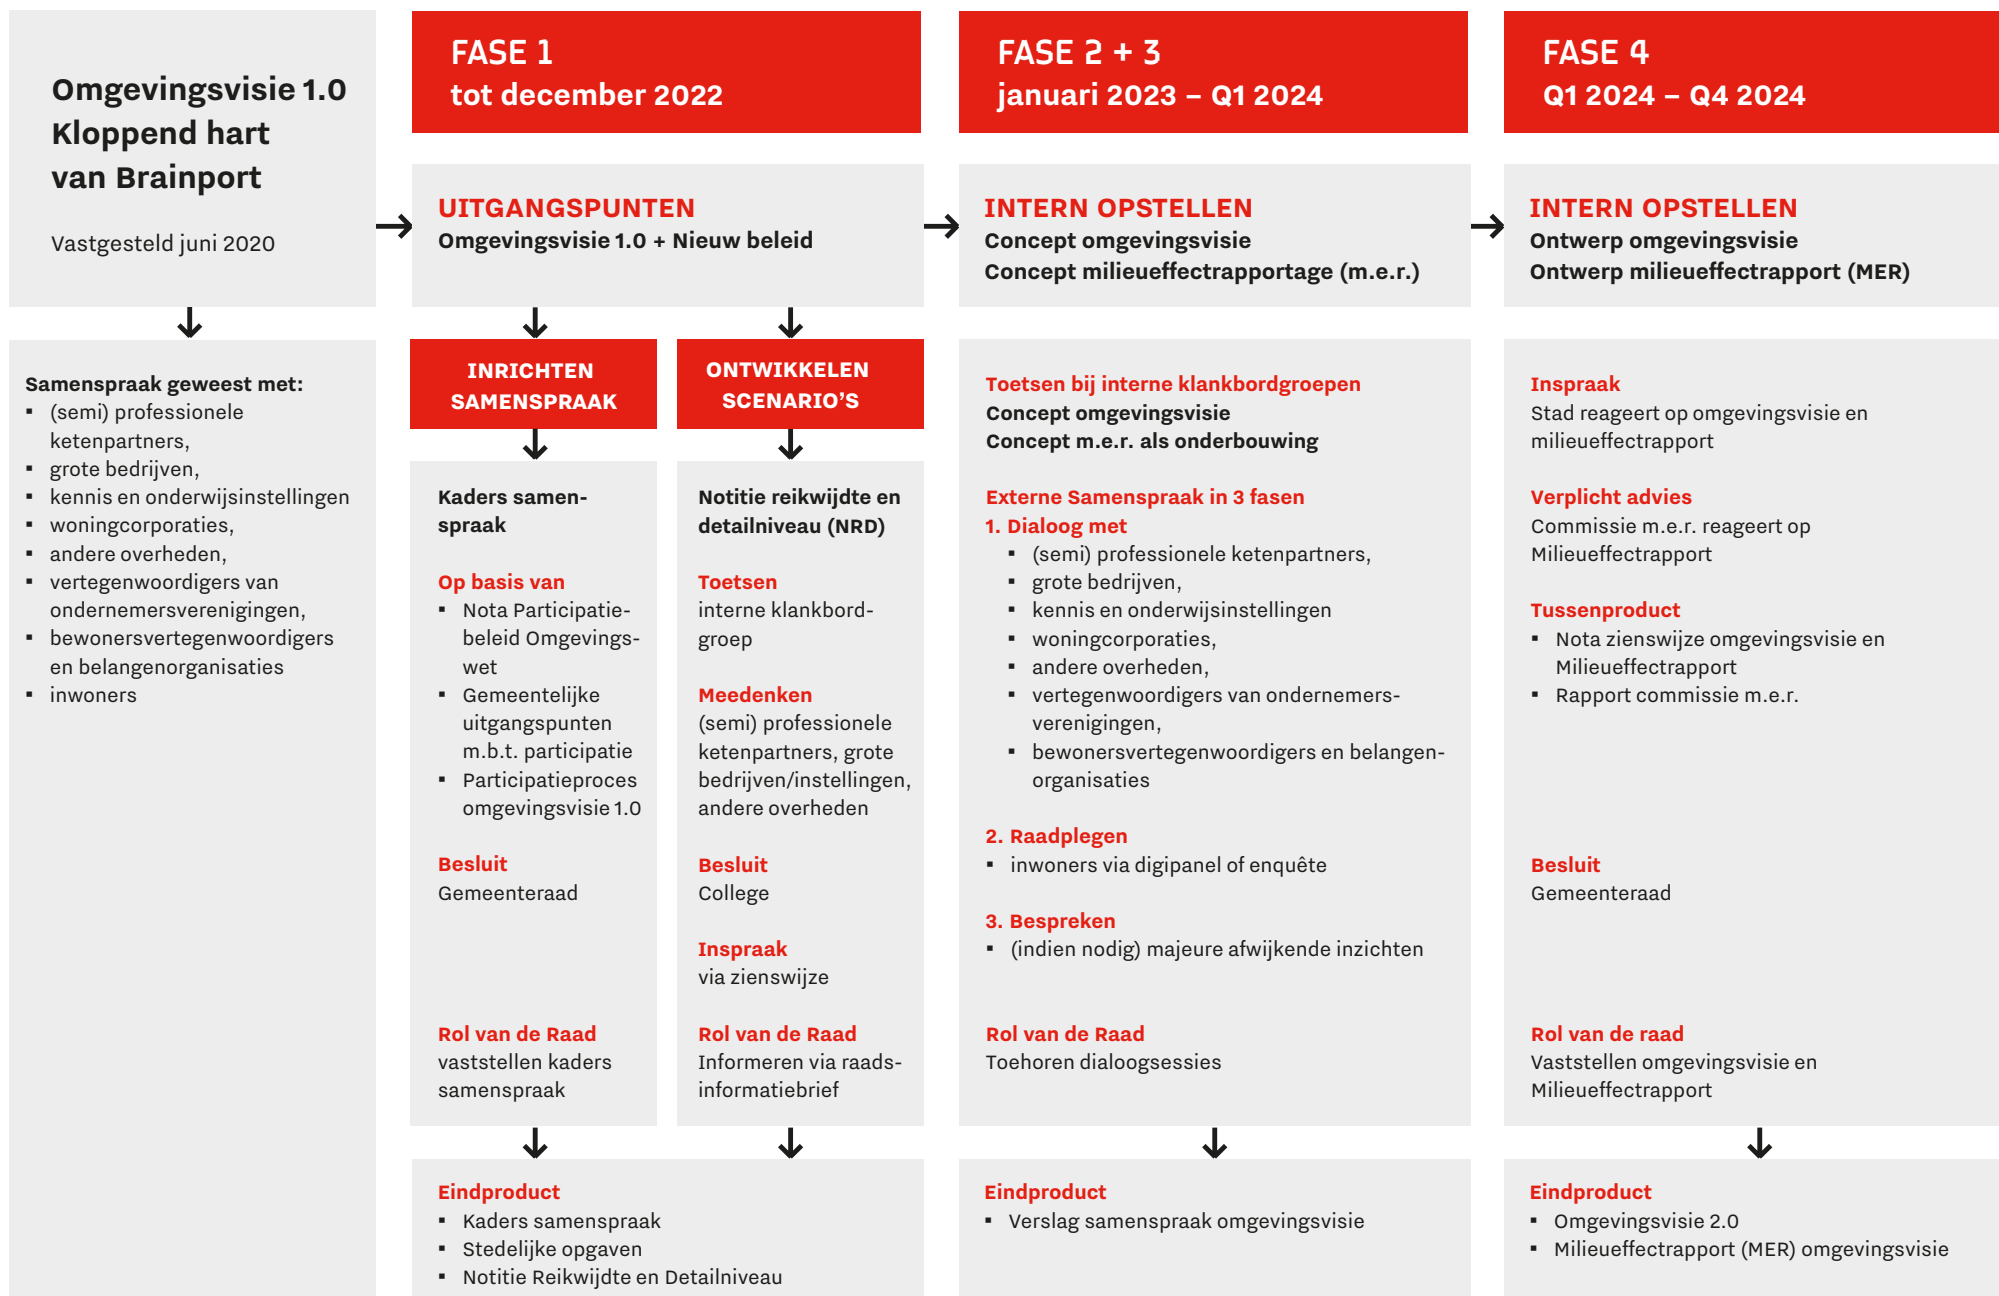 Omgevingsvisie 1.0
Kloppend hart
van Brainport
Vastgesteld juni 2020
Samenspraak geweest met:
▪ (semi) professionele
ketenpartners,
▪ grote bedrijven,
▪ kennis en onderwijsinstellingen
▪ woningcorporaties,
▪ andere overheden,
▪ vertegenwoordigers van
ondernemersverenigingen,
▪ bewonersvertegenwoordigers
en belangenorganisaties
▪ inwoners
FASE 1
tot december 2022
UITGANGSPUNTEN
Omgevingsvisie 1.0 + Nieuw beleid
INRICHTEN
SAMENSPRAAK
Kaders samen-
spraak
Op basis van
▪ Nota Participatie-
beleid Omgevings-
wet
▪ Gemeentelijke
uitgangspunten
m.b.t. participatie
▪ Participatieproces
omgevingsvisie 1.0
Besluit
Gemeenteraad
Rol van de Raad
vaststellen kaders
samenspraak
ONTWIKKELEN
SCENARIO'S
Notitie reikwijdte en
detailniveau (NRD)
Toetsen
interne klankbord-
groep
Meedenken
(semi) professionele
ketenpartners, grote
bedrijven/instellingen,
andere overheden
Besluit
College
Inspraak
via zienswijze
Rol van de Raad
Informeren via raads-
informatiebrief
Eindproduct
▪ Kaders samenspraak
▪ Stedelijke opgaven
▪ Notitie Reikwijdte en Detailniveau
FASE 2 + 3
januari 2023 – Q1 2024
INTERN OPSTELLEN
Concept omgevingsvisie
Concept milieueffectrapportage (m.e.r.)
Toetsen bij interne klankbordgroepen
Concept omgevingsvisie
Concept m.e.r. als onderbouwing
Externe Samenspraak in 3 fasen
1. Dialoog met
▪ (semi) professionele ketenpartners,
▪ grote bedrijven,
▪ kennis en onderwijsinstellingen
▪ woningcorporaties,
▪ andere overheden,
▪ vertegenwoordigers van ondernemers-
verenigingen,
▪ bewonersvertegenwoordigers en belangen-
organisaties
2. Raadplegen
▪ inwoners via digipanel of enquête
3. Bespreken
▪ (indien nodig) majeure afwijkende inzichten
Rol van de Raad
Toehoren dialoogsessies
Eindproduct
▪ Verslag samenspraak omgevingsvisie
FASE 4
Q1 2024 – Q4 2024
INTERN OPSTELLEN
Ontwerp omgevingsvisie
Ontwerp milieueffectrapport (MER)
Inspraak
Stad reageert op omgevingsvisie en
milieueffectrapport
Verplicht advies
Commissie m.e.r. reageert op
Milieueffectrapport
Tussenproduct
▪ Nota zienswijze omgevingsvisie en
Milieueffectrapport
▪ Rapport commissie m.e.r.
Besluit
Gemeenteraad
Rol van de raad
Vaststellen omgevingsvisie en
Milieueffectrapport
Eindproduct
▪ Omgevingsvisie 2.0
▪ Milieueffectrapport (MER) omgevingsvisie